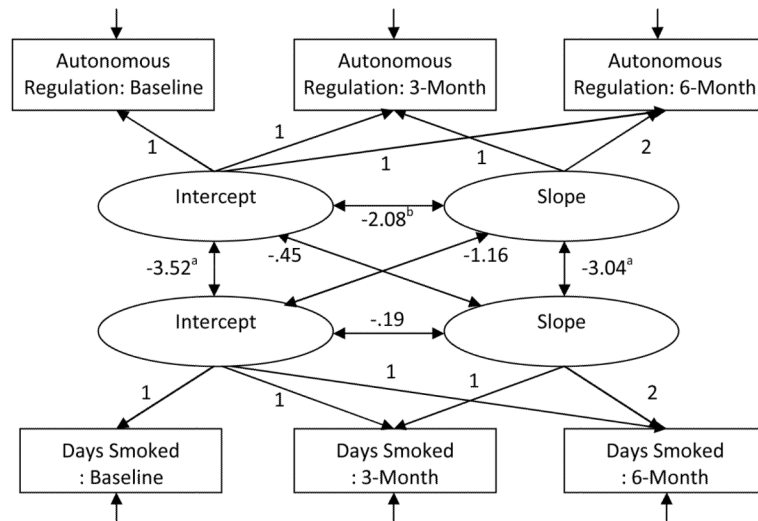 Autonomous
Regulation: Baseline
Autonomous
Regulation: 3-Month
Autonomous
Regulation: 6-Month
1
1
1
1
2
Intercept
Slope
-2.08ᵇ
-3.52ᵃ
-.45
-1.16
-3.04ᵃ
Intercept
Slope
-.19
1
1
1
1
2
Days Smoked
: Baseline
Days Smoked
: 3-Month
Days Smoked
: 6-Month